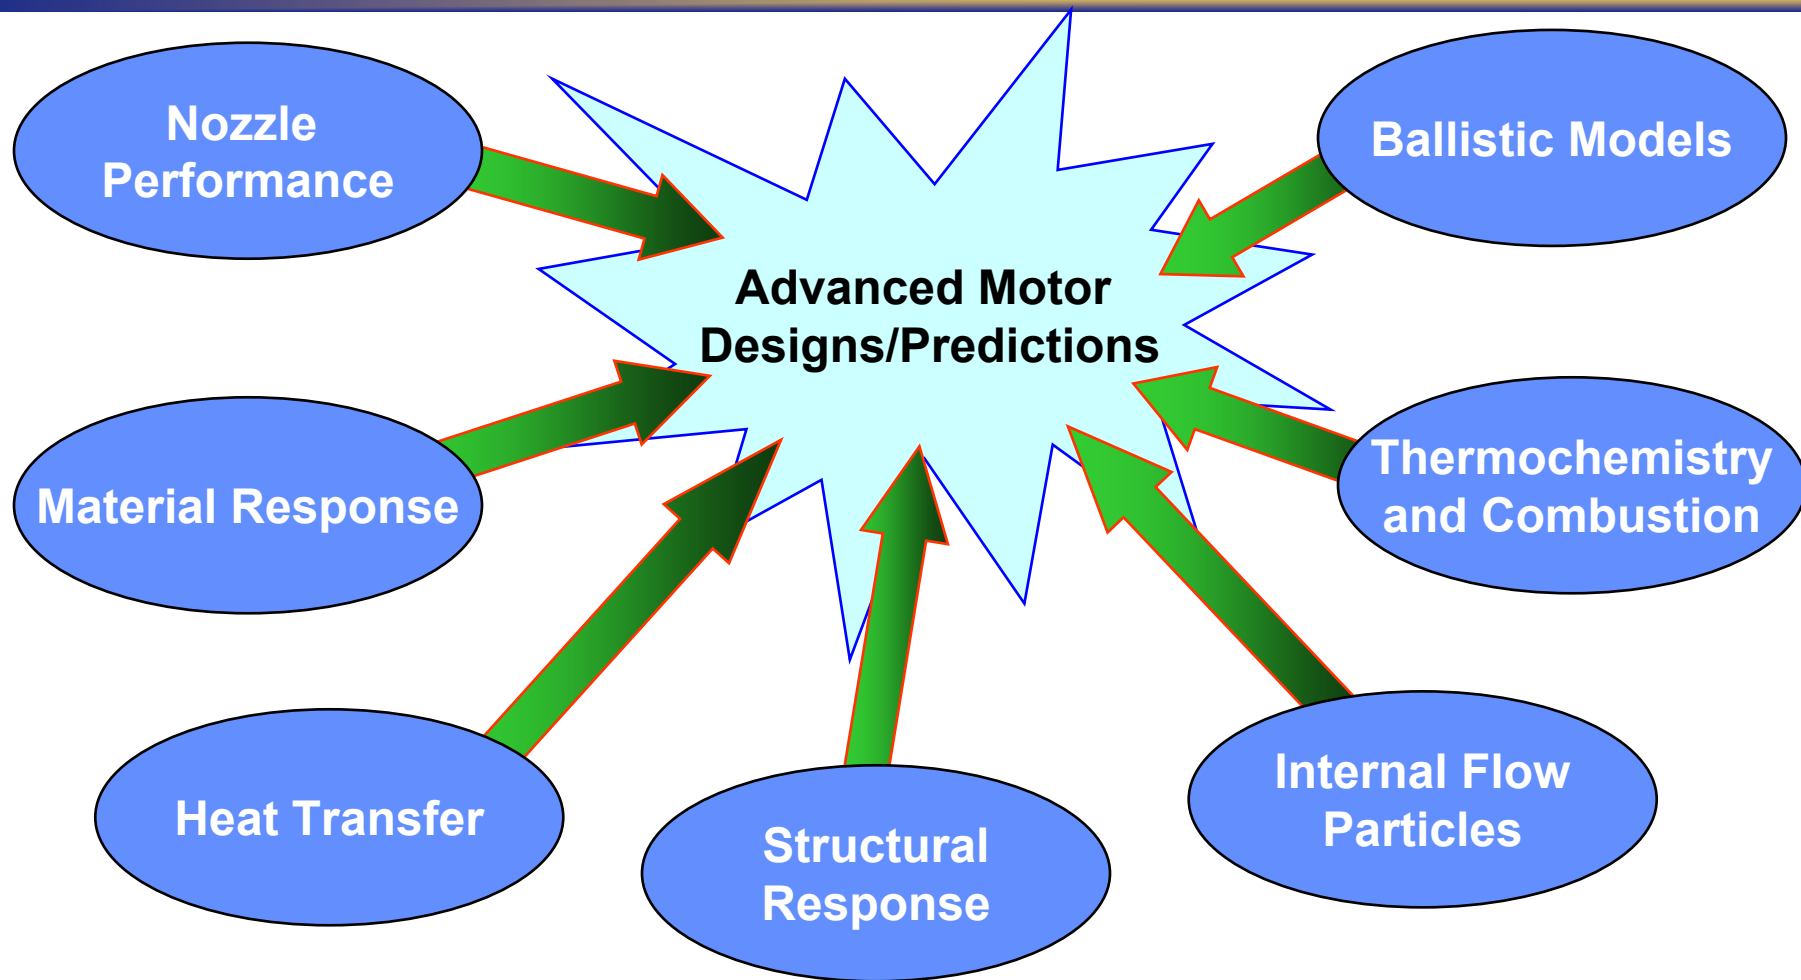 Nozzle
Performance
Ballistic Models
Advanced Motor
Designs/Predictions
Material Response
Thermochemistry
and Combustion
Heat Transfer
Structural
Response
Internal Flow
Particles